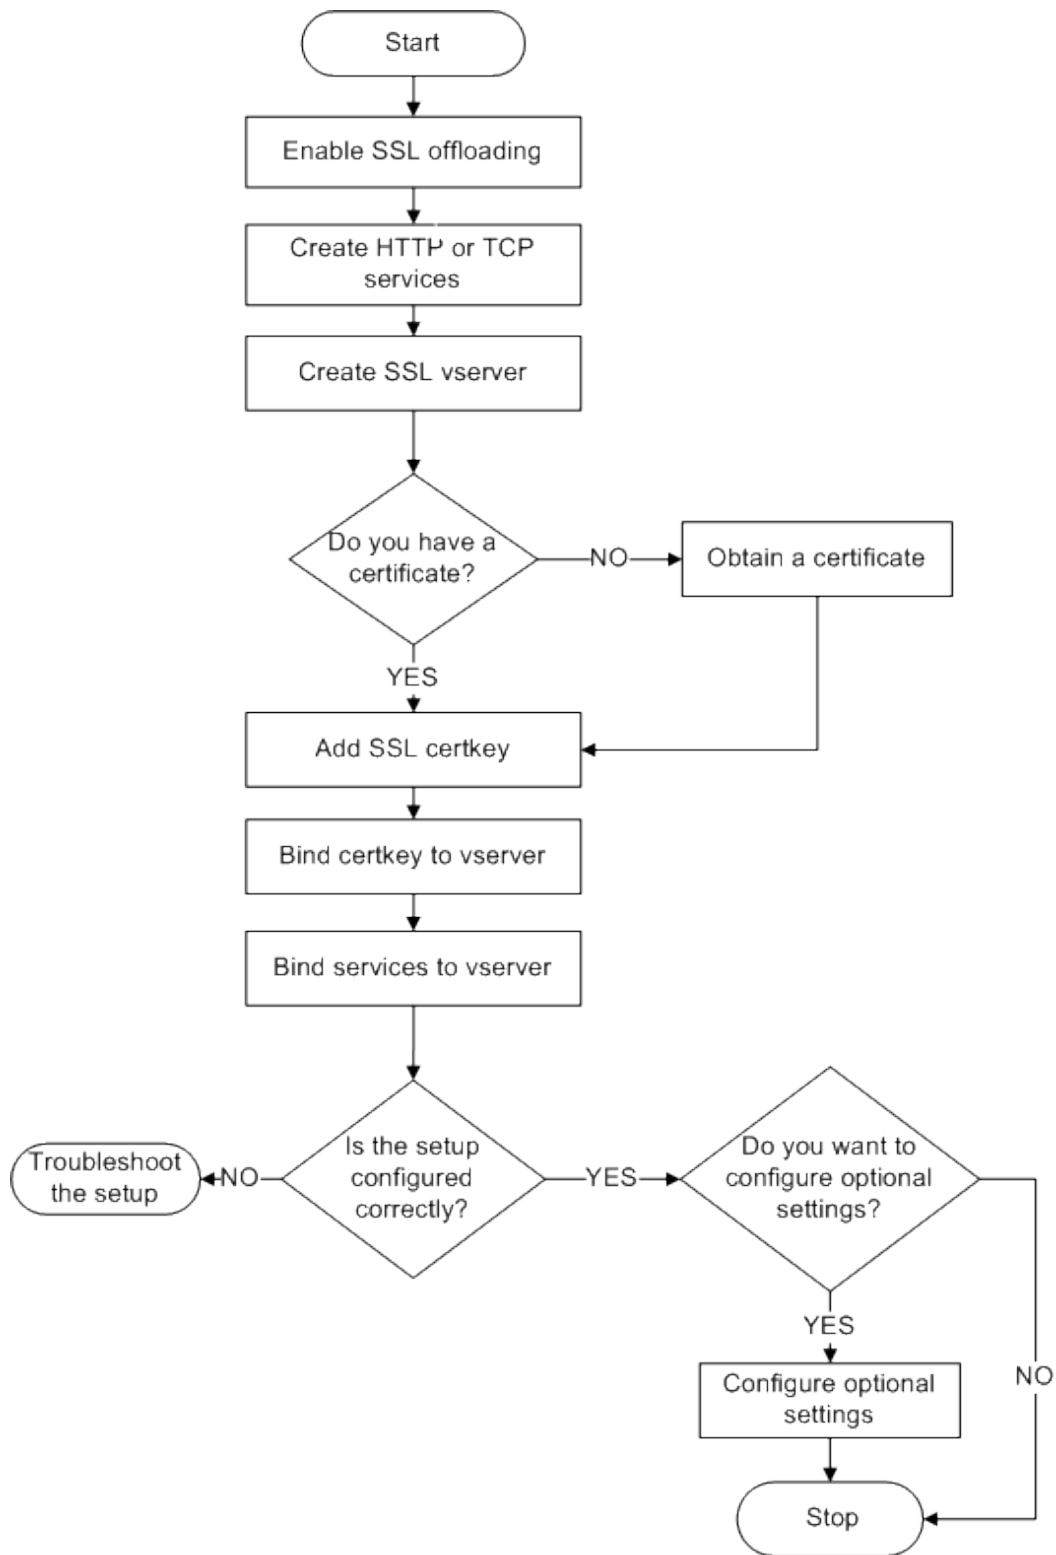 Start
Enable SSL offloading
Create HTTP or TCP
services
Create SSL vserver
Do you have a
certificate?
NO
Obtain a certificate
YES
Add SSL certkey
Bind certkey to vserver
Bind services to vserver
Is the setup
configured
correctly?
NO
Troubleshoot
the setup
YES
Do you want to
configure optional
settings?
YES
NO
Configure optional
settings
Stop